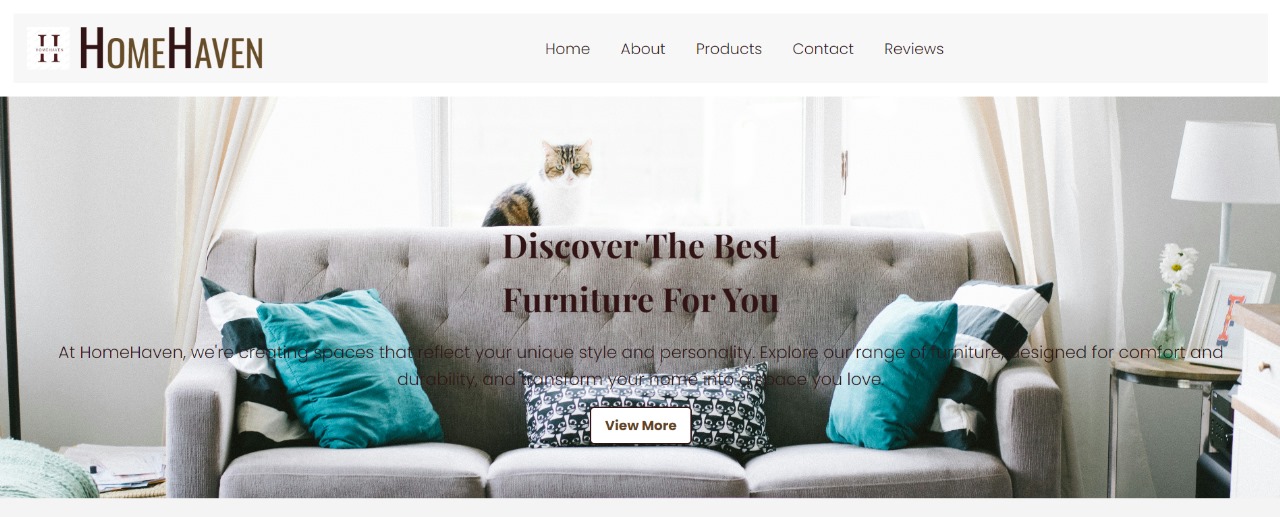 H
HOMEHAVEN
HOMEHAVEN
Home About Products Contact Reviews
Discover The Best
Furniture For You
At HomeHaven, we're creating spaces that reflect your unique style and personality. Explore our range of furniture, designed for comfort and
durability, and transform your home into a space you love.
View More